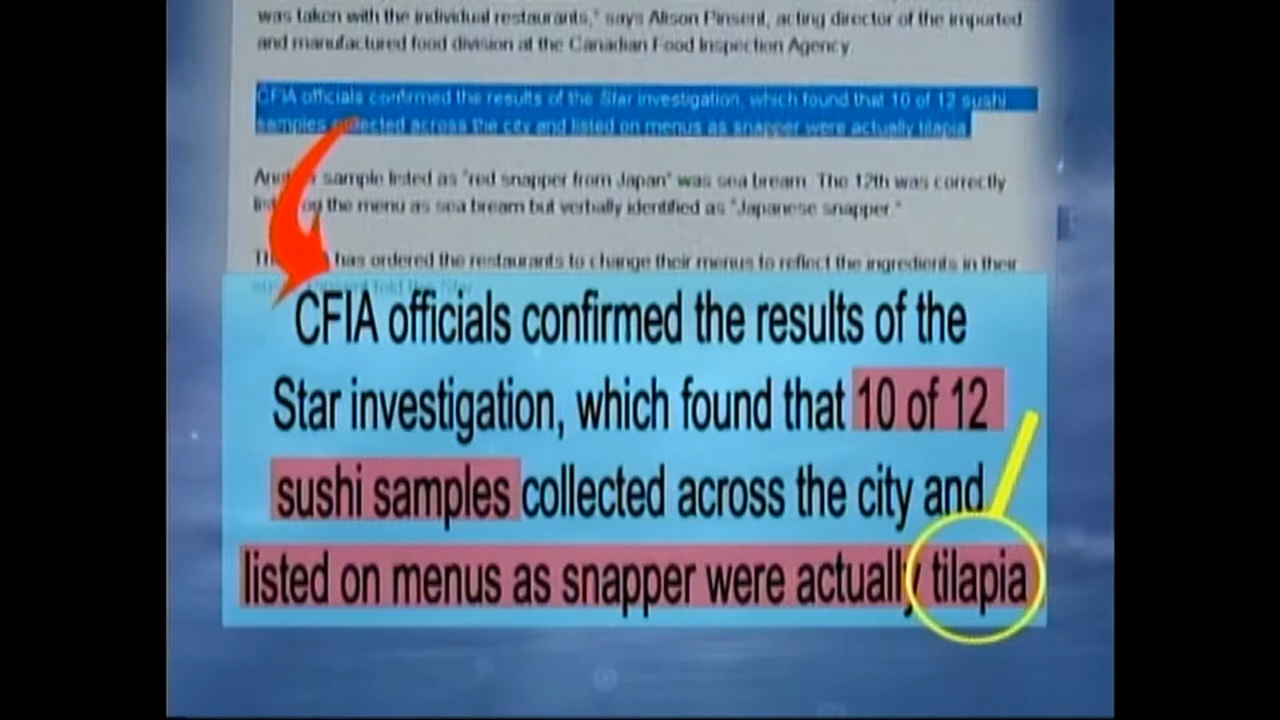 was taken with the individual restaurants," says Alison Pinsent, acting director of the imported
and manufactured food division at the Canadian Food Inspection Agency.
CFIA officials confirmed the results of the Star investigation, which found that 10 of 12 sushi
samples collected across the city and listed on menus as snapper were actually tilapia.
Another sample listed as "red snapper from Japan" was sea bream. The 12th was correctly
on the menu as sea bream but verbally identified as "Japanese snapper."
has ordered the restaurants to change their menus to reflect the ingredients in their
CFIA officials confirmed the results of the
Star investigation, which found that 10 of 12
sushi samples collected across the city and
listed on menus as snapper were actually tilapia